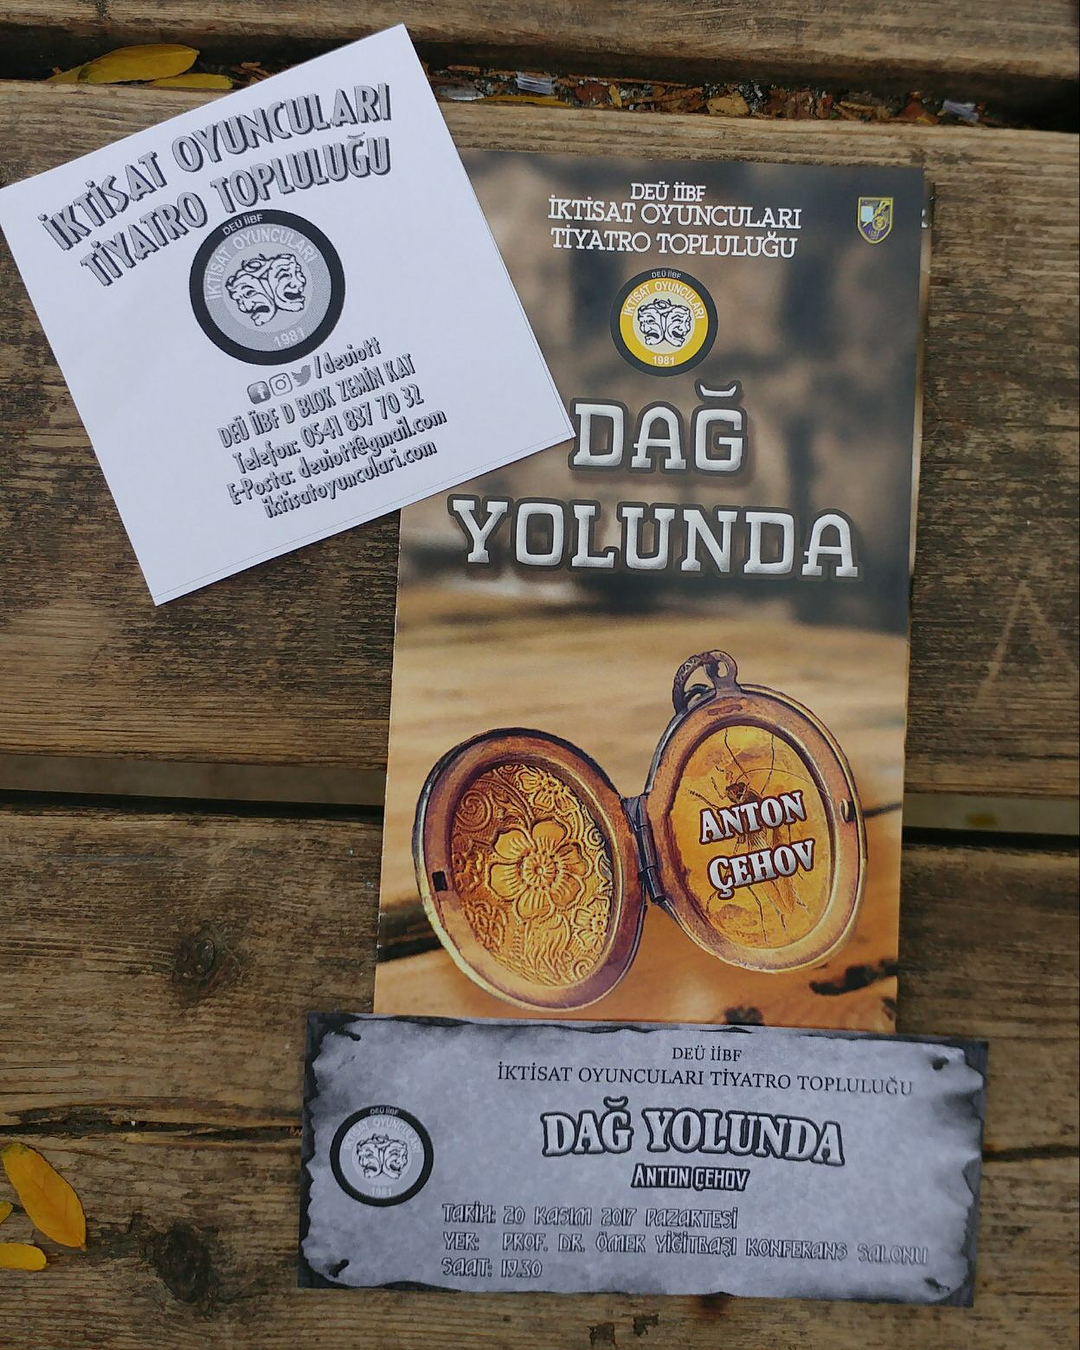 İKTİSAT OYUNCULARI
TİYATRO TOPLULUĞU
DEÜ İİBF
İKTİSAT OYUNCULARI
1981
/deuiott
DEÜ İİBF D BLOK ZEMİN KAT
Telefon: 0541 837 70 32
E-Posta: deuiott@gmail.com
iktisatoyunculari.com
DEÜ İİBF
İKTİSAT OYUNCULARI
TİYATRO TOPLULUĞU
DEÜ İİBF
İKTİSAT OYUNCULARI
1981
DAĞ
YOLUNDA
ANTON
ÇEHOV
DEÜ İİBF
İKTİSAT OYUNCULARI TİYATRO TOPLULUĞU
DEÜ İİBF
İKTİSAT OYUNCULARI
1981
DAĞ YOLUNDA
ANTON ÇEHOV
TARİH: 20 KASIM 2017 PAZARTESİ
YER: PROF. DR. ÖMER YİĞİTBAŞI KONFERANS SALONU
SAAT: 19.30